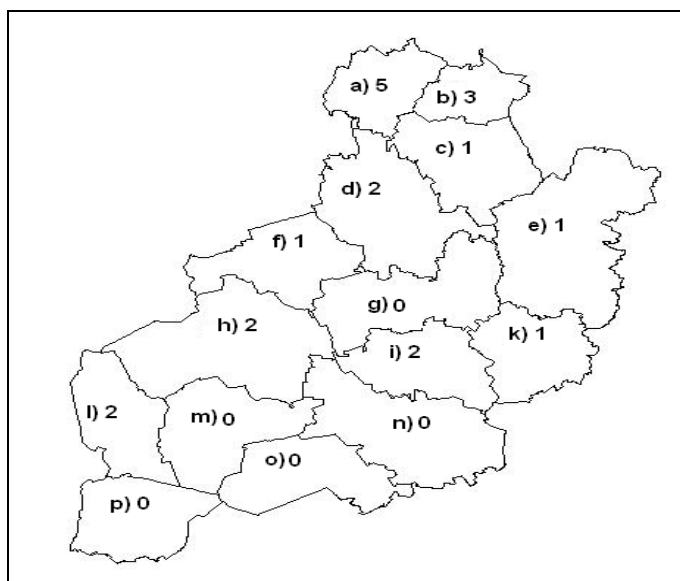 a) 5
b) 3
c) 1
d) 2
e) 1
f) 1
g) 0
h) 2
i) 2
k) 1
l) 2
m) 0
n) 0
o) 0
p) 0